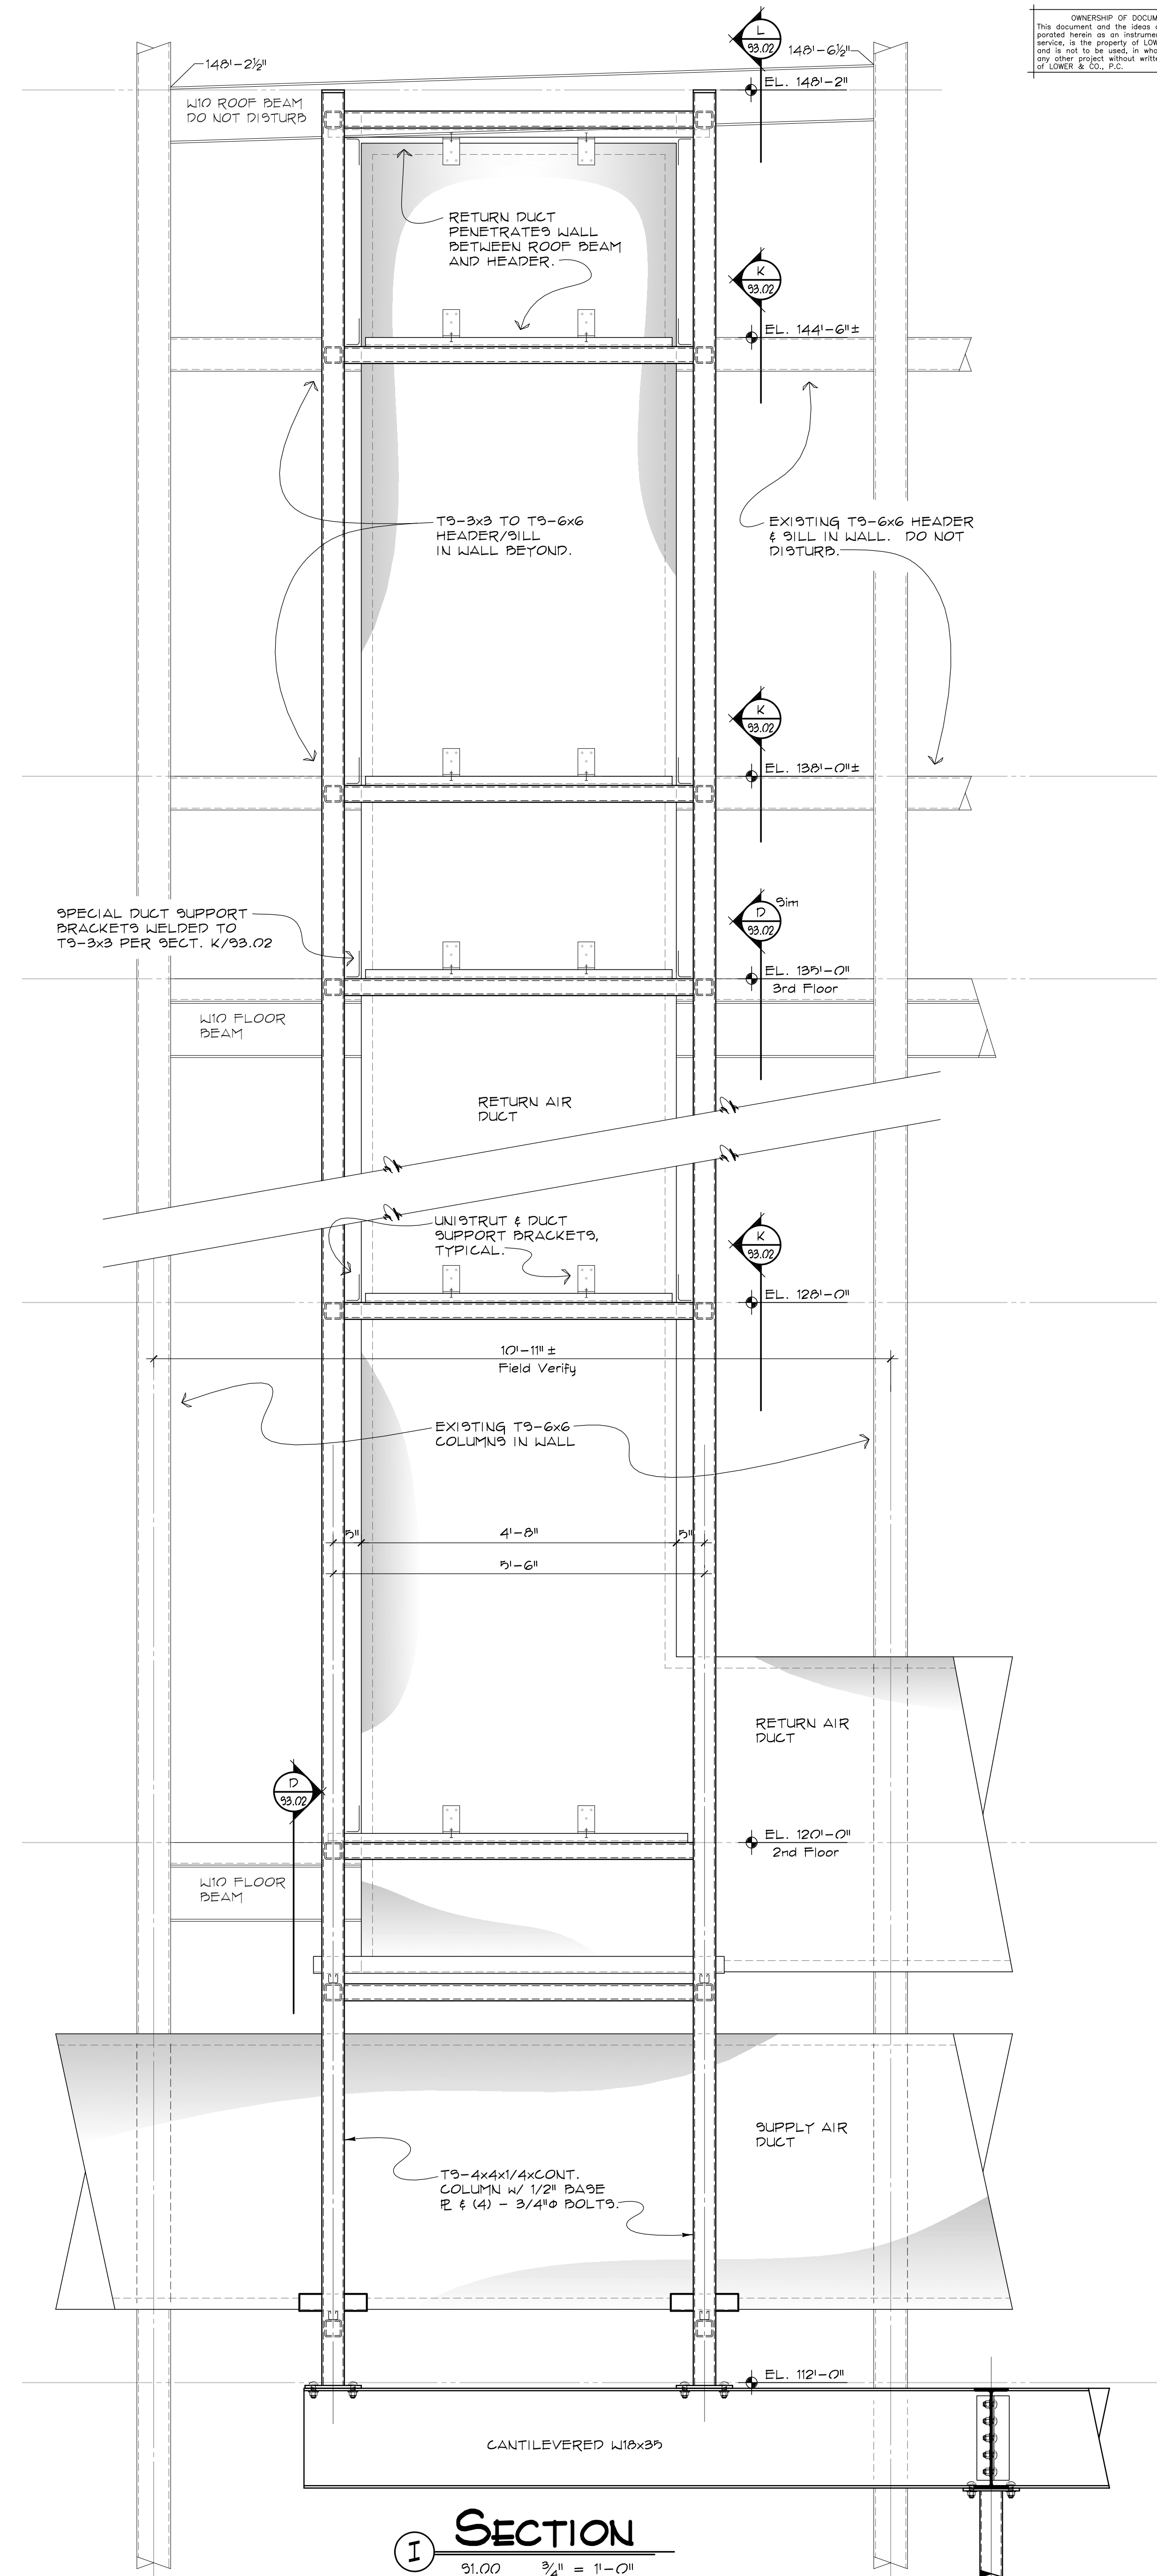 OWNERSHIP OF DOCUM
This document and the ideas
porated herein as an instrume
service, is the property of LOW
and is not to be used, in who
any other project without writte
of LOWER & CO., P.C.
L
S3.02
148'-2½"
148'-6½"
EL. 148'-2"
W10 ROOF BEAM
DO NOT DISTURB
RETURN DUCT
PENETRATES WALL
BETWEEN ROOF BEAM
AND HEADER.
K
S3.02
EL. 144'-6"±
TS-3x3 TO TS-6x6
HEADER/SILL
IN WALL BEYOND.
EXISTING TS-6x6 HEADER
& SILL IN WALL. DO NOT
DISTURB.
K
S3.02
EL. 138'-0"±
SPECIAL DUCT SUPPORT
BRACKETS WELDED TO
TS-3x3 PER SECT. K/S3.02
D
S3.02
Sim
EL. 135'-0"
3rd Floor
W10 FLOOR
BEAM
RETURN AIR
DUCT
UNISTRUT & DUCT
SUPPORT BRACKETS,
TYPICAL.
K
S3.02
EL. 128'-0"
10'-11"±
Field Verify
EXISTING TS-6x6
COLUMNS IN WALL
5"
4'-8"
5"
5'-6"
RETURN AIR
DUCT
D
S3.02
EL. 120'-0"
2nd Floor
W10 FLOOR
BEAM
SUPPLY AIR
DUCT
TS-4x4x1/4xCONT.
COLUMN w/ 1/2" BASE
PL & (4) - 3/4"Φ BOLTS.
EL. 112'-0"
CANTILEVERED W18x35
I
SECTION
S1.00 ¾" = 1'-0"